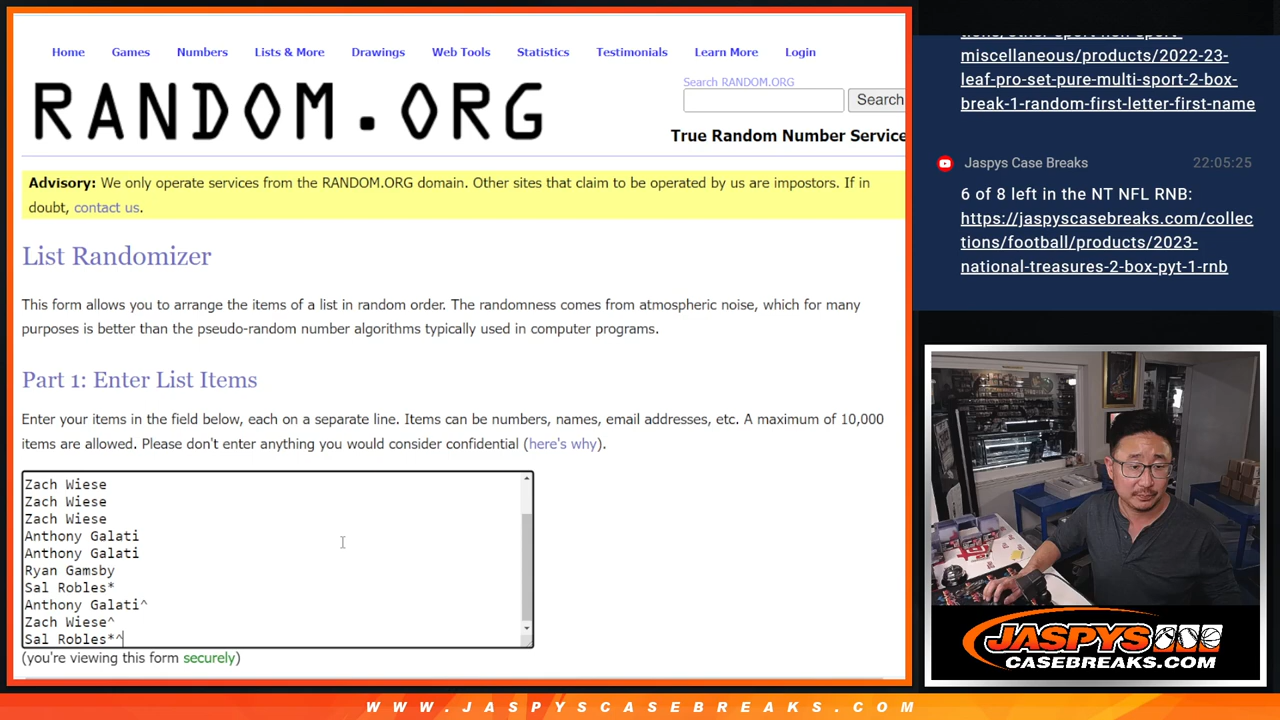 Home Games Numbers Lists & More Drawings Web Tools Statistics Testimonials Learn More Login
RANDOM.ORG
Search RANDOM.ORG
Search
True Random Number Service
Advisory: We only operate services from the RANDOM.ORG domain. Other sites that claim to be operated by us are impostors. If in
doubt, contact us.
List Randomizer
This form allows you to arrange the items of a list in random order. The randomness comes from atmospheric noise, which for many
purposes is better than the pseudo-random number algorithms typically used in computer programs.
Part 1: Enter List Items
Enter your items in the field below, each on a separate line. Items can be numbers, names, email addresses, etc. A maximum of 10,000
items are allowed. Please don't enter anything you would consider confidential (here's why).
Zach Wiese
Zach Wiese
Zach Wiese
Anthony Galati
Anthony Galati
Ryan Gamsby
Sal Robles*
Anthony Galati^
Zach Wiese^
Sal Robles*^
(you're viewing this form securely)
miscellaneous/products/2022-23-
leaf-pro-set-pure-multi-sport-2-box-
break-1-random-first-letter-first-name
Jaspys Case Breaks 22:05:25
6 of 8 left in the NT NFL RNB:
https://jaspyscasebreaks.com/collec
tions/football/products/2023-
national-treasures-2-box-pyt-1-rnb
JASPYS
CASEBREAKS.COM
WWW.JASPYSCASEBREAKS.COM